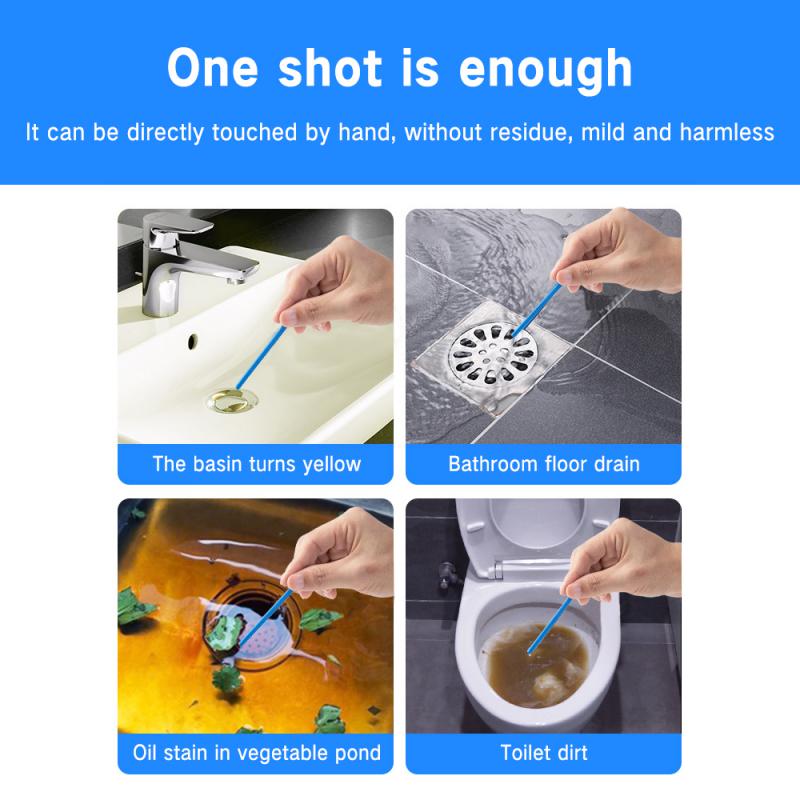 One shot is enough
It can be directly touched by hand, without residue, mild and harmless
The basin turns yellow
Bathroom floor drain
Oil stain in vegetable pond
Toilet dirt